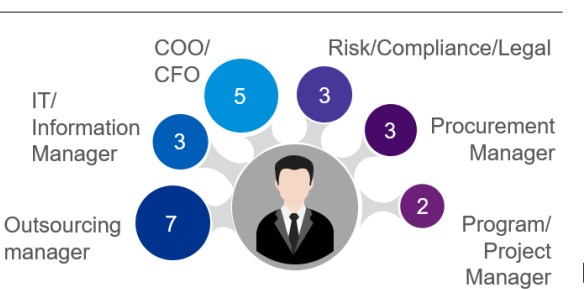 COO/
CFO
5
Risk/Compliance/Legal
3
IT/
Information
Manager
3
3
Procurement
Manager
Outsourcing
manager
7
2
Program/
Project
Manager